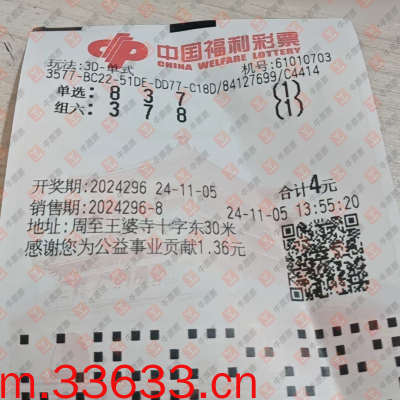 中国福利彩票
CHINA WELFARE LOTTERY
玩法:3D-单式 机号:61010703
3577-BC22-51DE-DD77-C18D/84127699/C4414
单选: 8 3 7 (1)
组六: 3 7 8 (1)
开奖期:2024296 24-11-05 合计4元
销售期:2024296-8 24-11-05 13:55:20
地址:周至王婆寺十字东30米
感谢您为公益事业贡献1.36元
m.33633.cn